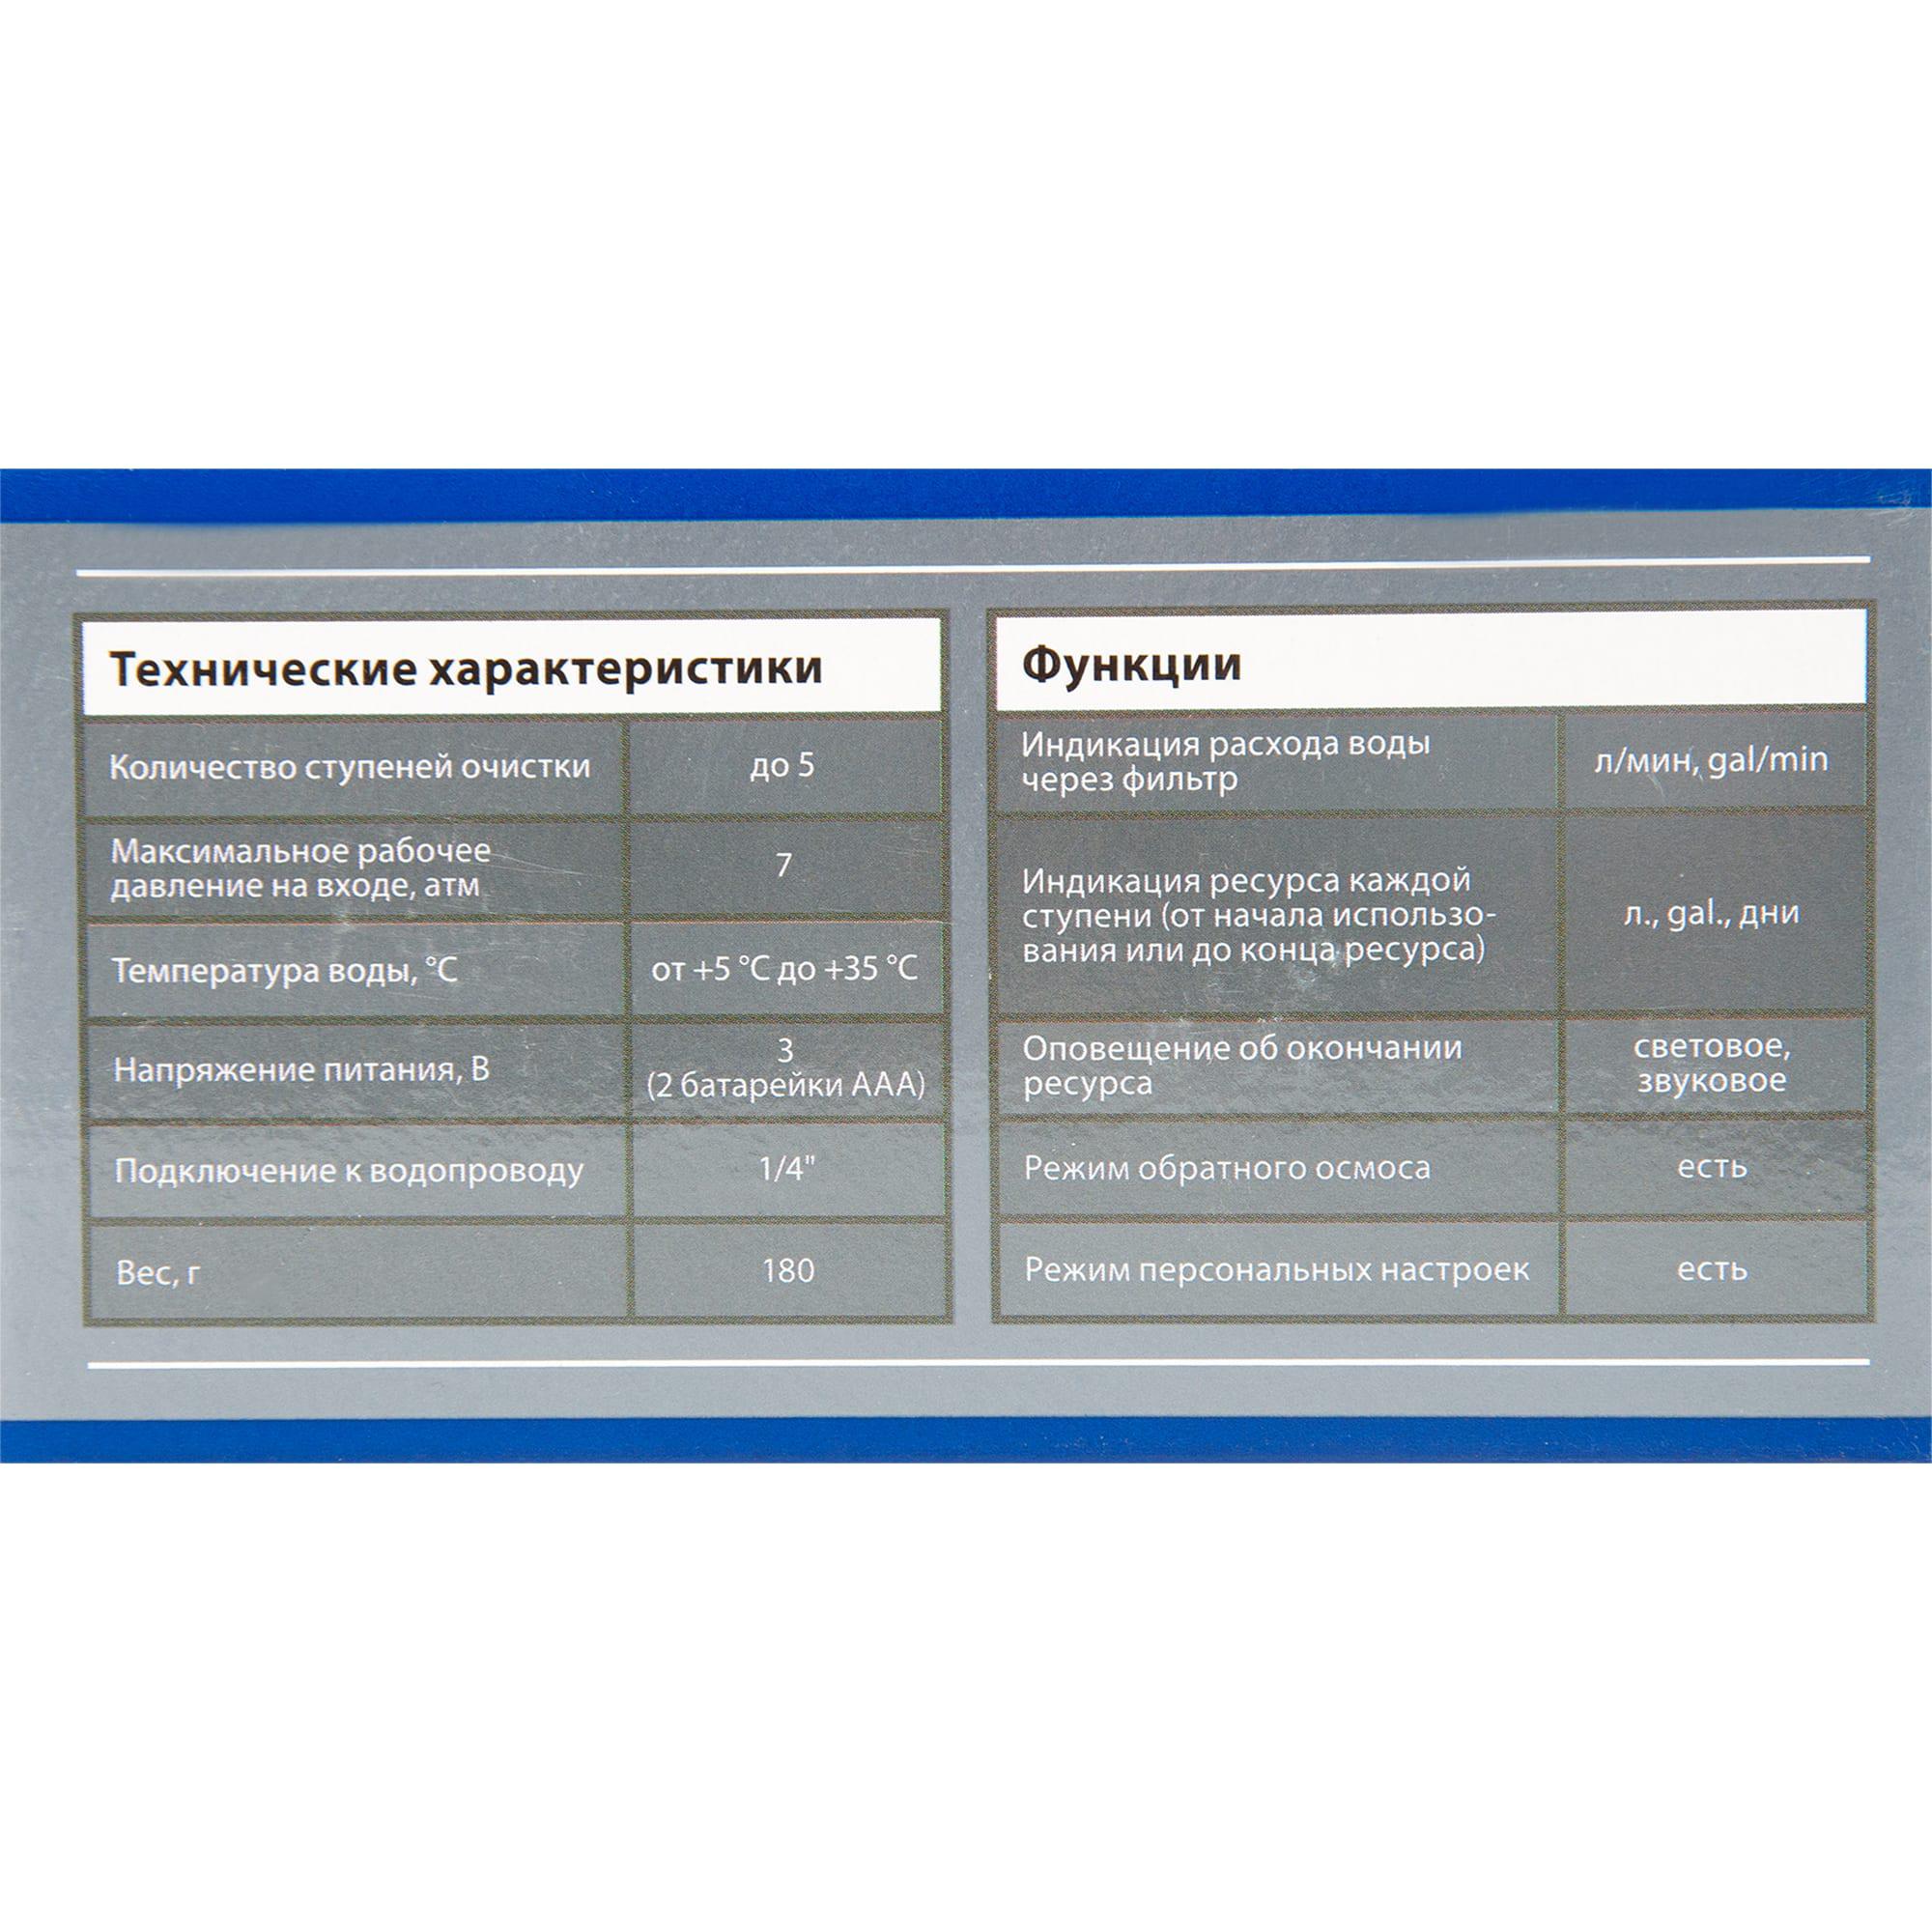 Технические характеристики
Количество ступеней очистки
до 5
Максимальное рабочее
давление на входе, атм
7
Температура воды, °C
от +5 °C до +35 °C
Напряжение питания, В
3
(2 батарейки ААА)
Подключение к водопроводу
1/4"
Вес, г
180
Функции
Индикация расхода воды
через фильтр
л/мин, gal/min
Индикация ресурса каждой
ступени (от начала использо-
вания или до конца ресурса)
л., gal., дни
Оповещение об окончании
ресурса
световое,
звуковое
Режим обратного осмоса
есть
Режим персональных настроек
есть